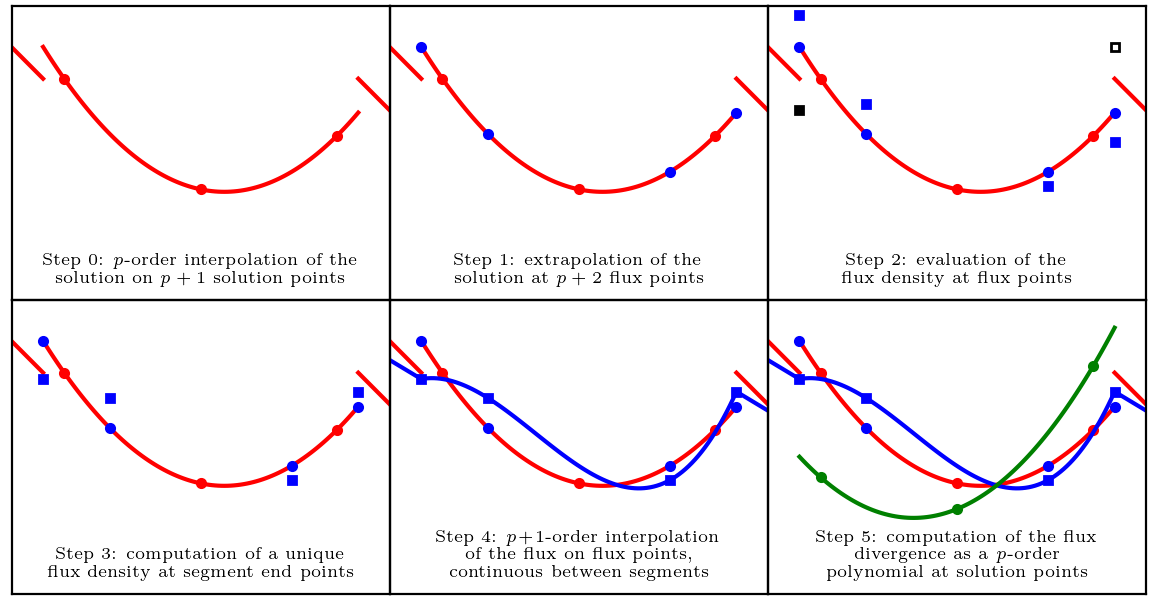 Step 0: p-order interpolation of the
solution on p + 1 solution points
Step 1: extrapolation of the
solution at p + 2 flux points
Step 2: evaluation of the
flux density at flux points
Step 3: computation of a unique
flux density at segment end points
Step 4: p+1-order interpolation
of the flux on flux points,
continuous between segments
Step 5: computation of the flux
divergence as a p-order
polynomial at solution points